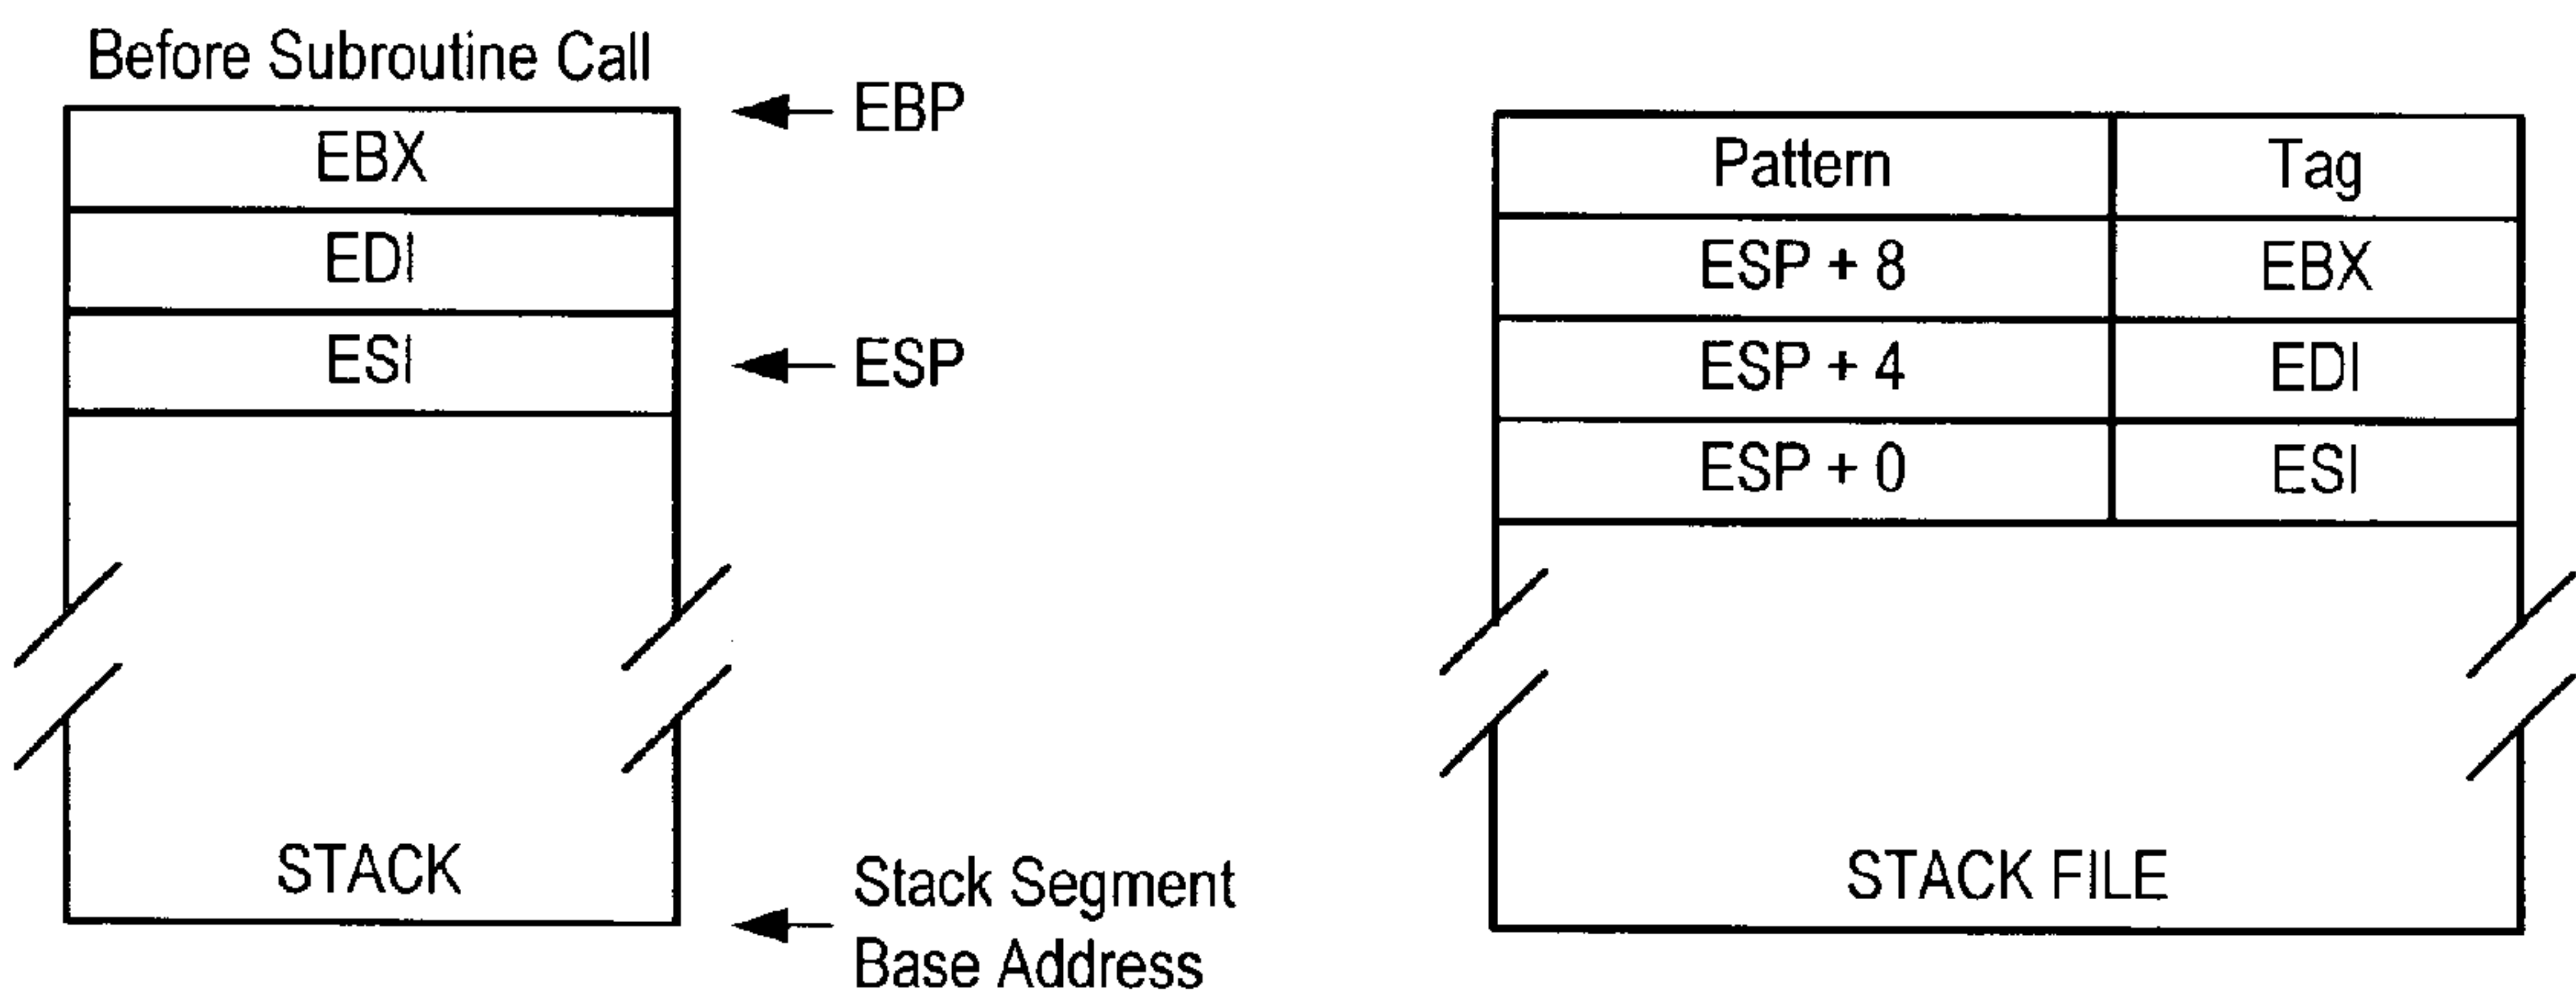 Before Subroutine Call
EBP
EBX
EDI
ESI
ESP
STACK
Stack Segment
Base Address
Pattern Tag
ESP + 8 EBX
ESP + 4 EDI
ESP + 0 ESI
STACK FILE